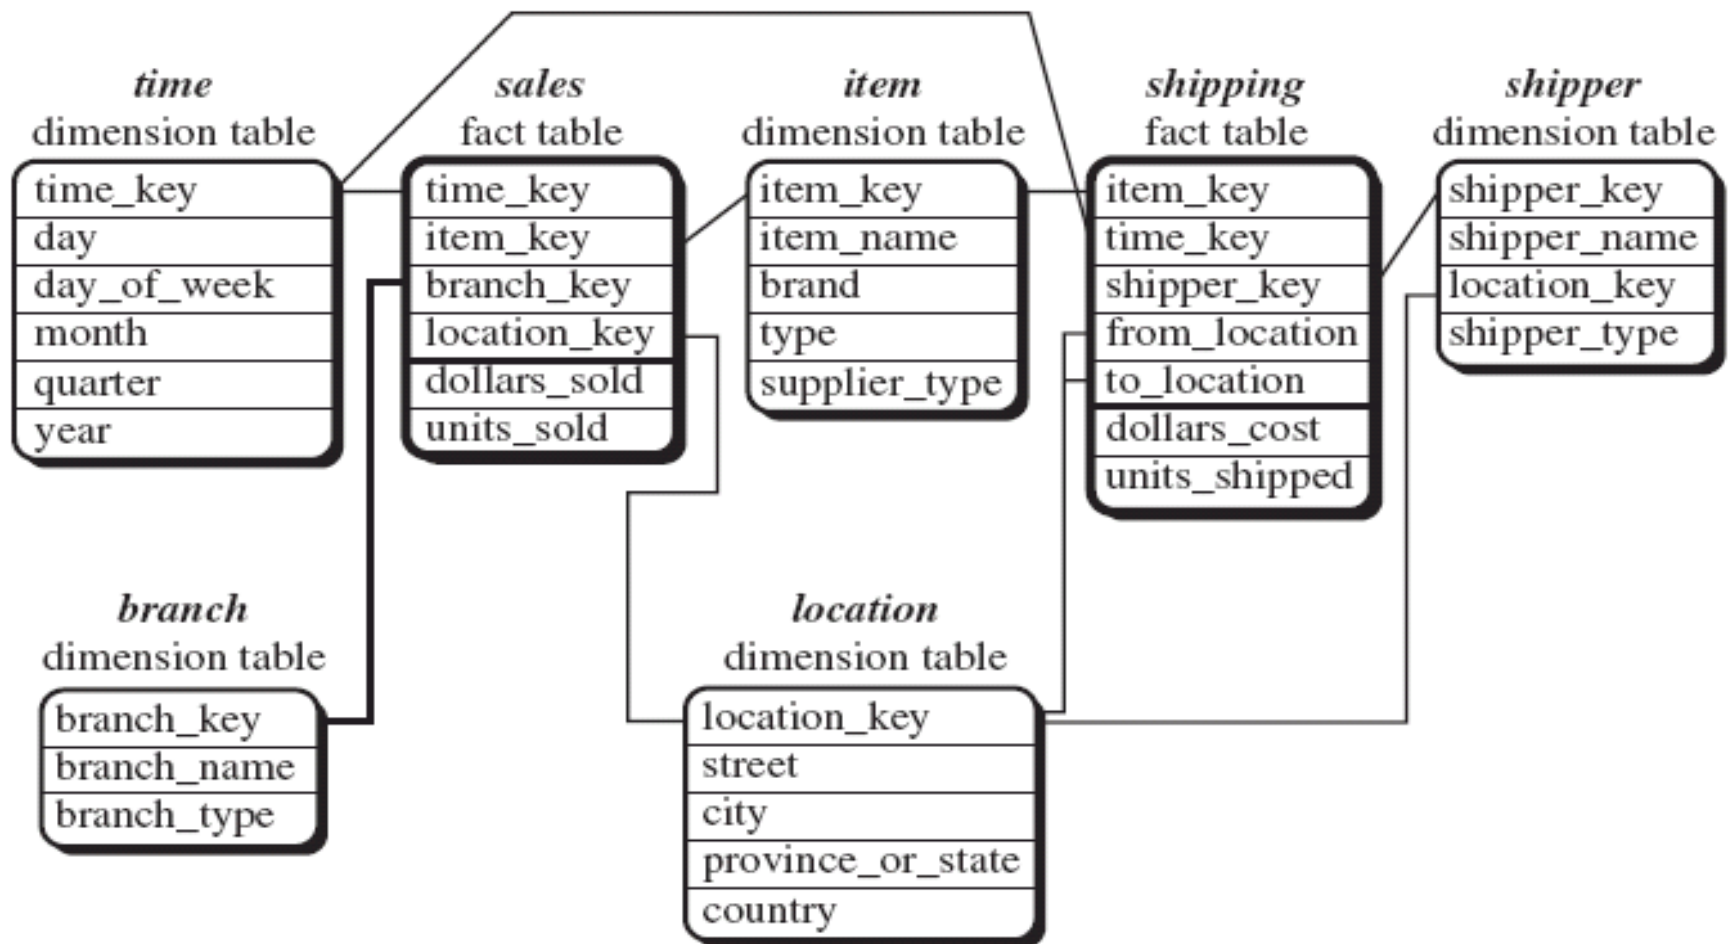 time
dimension table
time_key
day
day_of_week
month
quarter
year
sales
fact table
time_key
item_key
branch_key
location_key
dollars_sold
units_sold
item
dimension table
item_key
item_name
brand
type
supplier_type
shipping
fact table
item_key
time_key
shipper_key
from_location
to_location
dollars_cost
units_shipped
shipper
dimension table
shipper_key
shipper_name
location_key
shipper_type
branch
dimension table
branch_key
branch_name
branch_type
location
dimension table
location_key
street
city
province_or_state
country